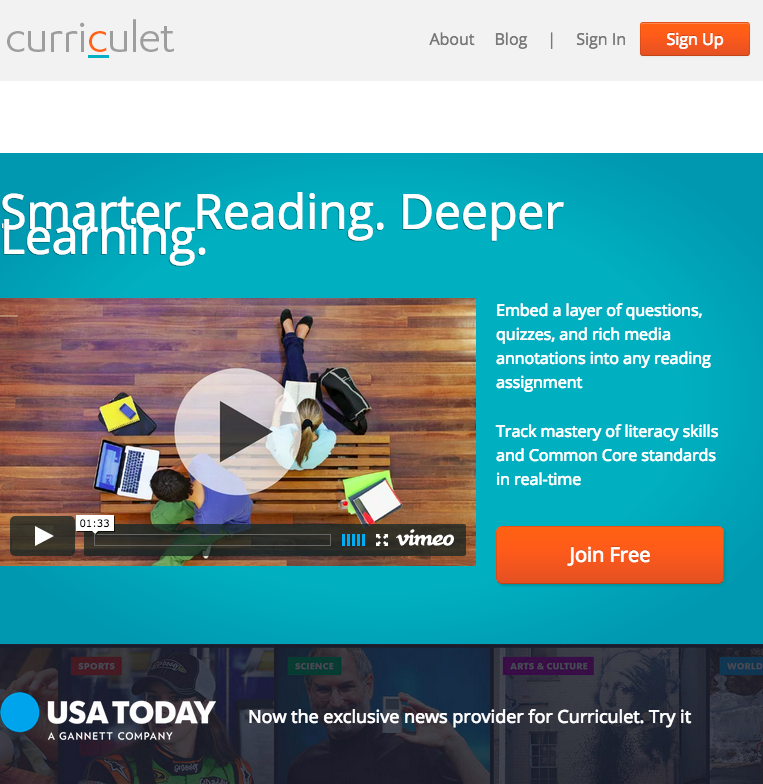 curriculet
About Blog | Sign In Sign Up
Smarter Reading. Deeper
Learning.
Embed a layer of questions,
quizzes, and rich media
annotations into any reading
assignment
Track mastery of literacy skills
and Common Core standards
in real-time
01:33
vimeo
Join Free
SPORTS
SCIENCE
ARTS & CULTURE
WORLD
USA TODAY
A GANNETT COMPANY
Now the exclusive news provider for Curriculet. Try it